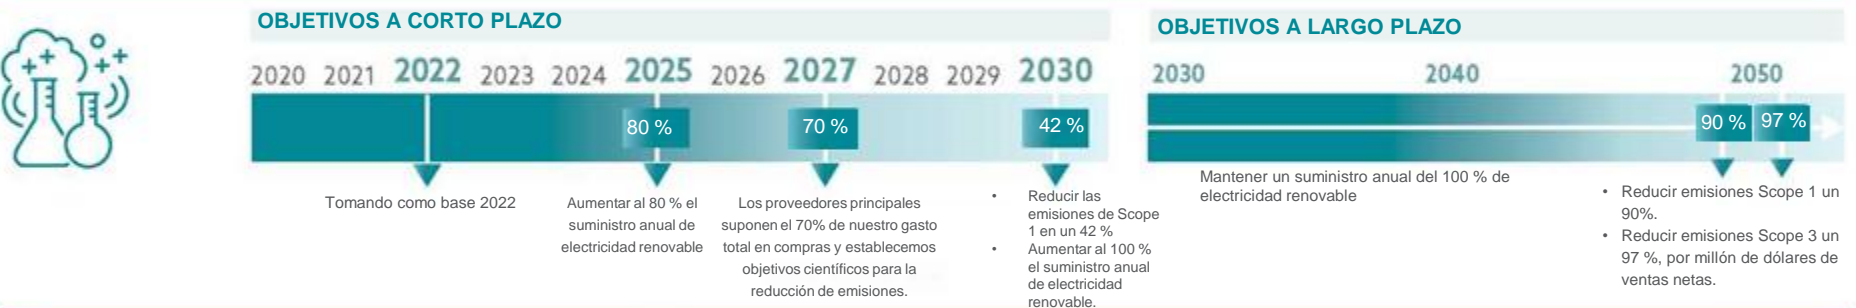 OBJETIVOS A CORTO PLAZO
2020 2021 2022 2023 2024 2025 2026 2027 2028 2029 2030
80 %
70 %
42 %
Tomando como base 2022
Aumentar al 80 % el
suministro anual de
electricidad renovable
Los proveedores principales
suponen el 70% de nuestro gasto
total en compras y establecemos
objetivos científicos para la
reducción de emisiones.
• Reducir las
emisiones de Scope
1 en un 42 %
• Aumentar al 100 %
el suministro anual
de electricidad
renovable.
OBJETIVOS A LARGO PLAZO
2030 2040 2050
90 % 97 %
Mantener un suministro anual del 100 % de
electricidad renovable
• Reducir emisiones Scope 1 un
90%.
• Reducir emisiones Scope 3 un
97 %, por millón de dólares de
ventas netas.